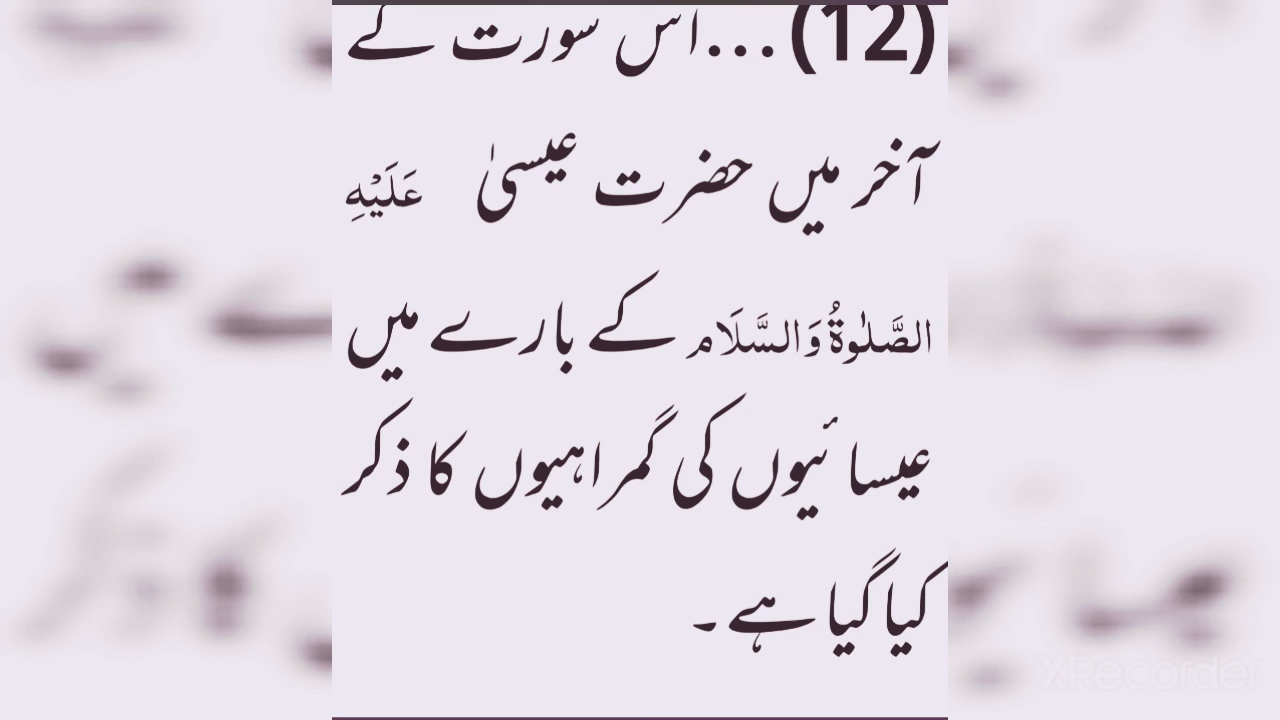 (12)...اس سورت کے
آخر میں حضرت عیسیٰ عَلَیْہِ
الصَّلٰوۃُ وَالسَّلَام کے بارے میں
عیسائیوں کی گمراہیوں کا ذکر
کیا گیا ہے۔
XRecorder